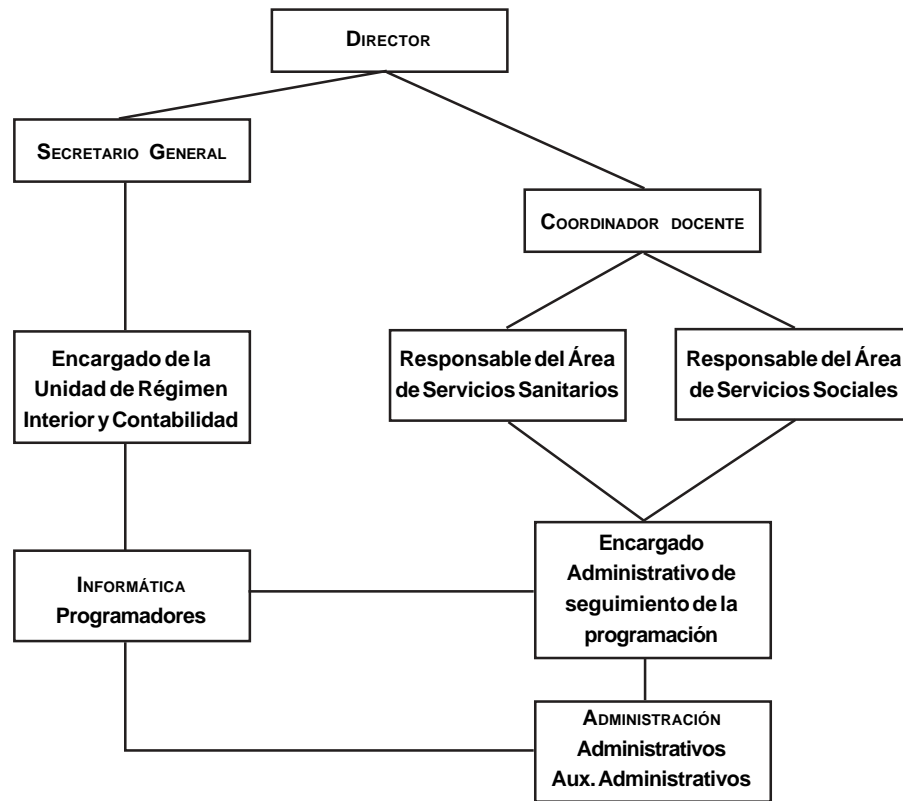 DIRECTOR
SECRETARIO GENERAL
COORDINADOR DOCENTE
Encargado de la
Unidad de Régimen
Interior y Contabilidad
Responsable del Área
de Servicios Sanitarios
Responsable del Área
de Servicios Sociales
INFORMÁTICA
Programadores
Encargado
Administrativo de
seguimiento de la
programación
ADMINISTRACIÓN
Administrativos
Aux. Administrativos